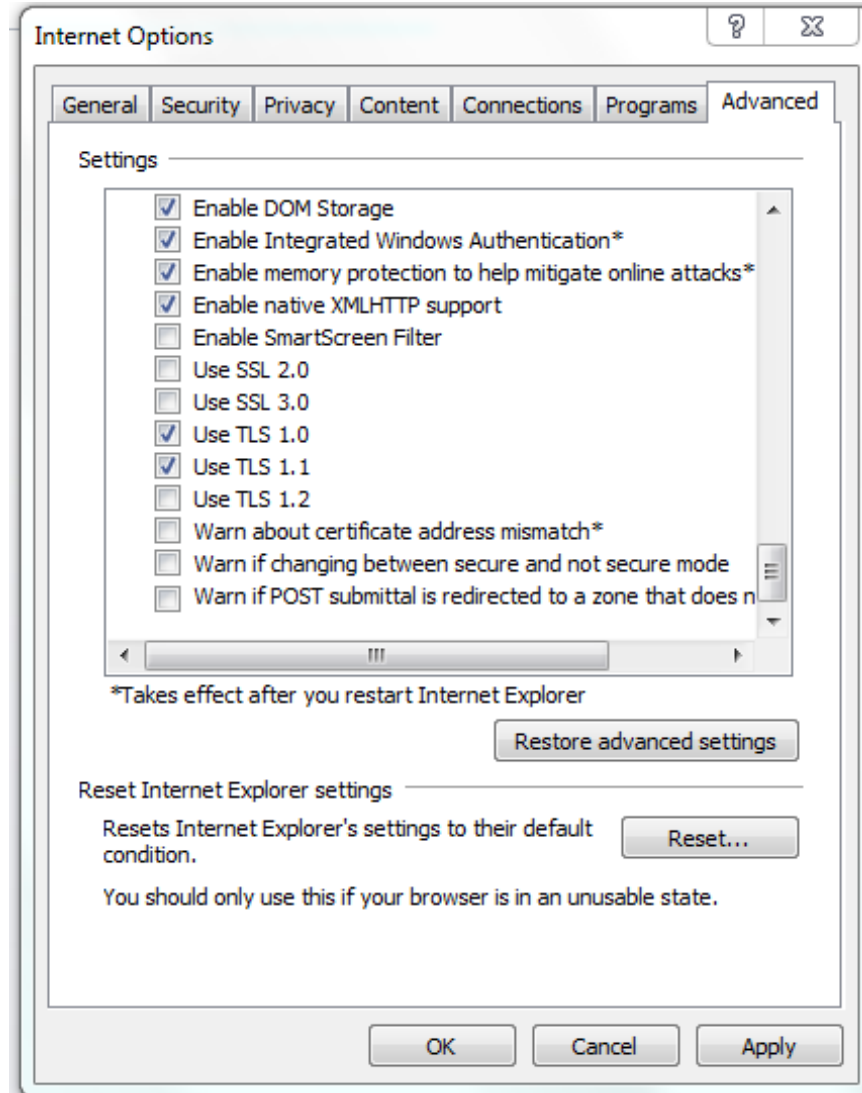 Internet Options
General Security Privacy Content Connections Programs Advanced
Settings
Enable DOM Storage
Enable Integrated Windows Authentication*
Enable memory protection to help mitigate online attacks*
Enable native XMLHTTP support
Enable SmartScreen Filter
Use SSL 2.0
Use SSL 3.0
Use TLS 1.0
Use TLS 1.1
Use TLS 1.2
Warn about certificate address mismatch*
Warn if changing between secure and not secure mode
Warn if POST submittal is redirected to a zone that does n
*Takes effect after you restart Internet Explorer
Restore advanced settings
Reset Internet Explorer settings
Resets Internet Explorer's settings to their default
condition.
Reset...
You should only use this if your browser is in an unusable state.
OK Cancel Apply